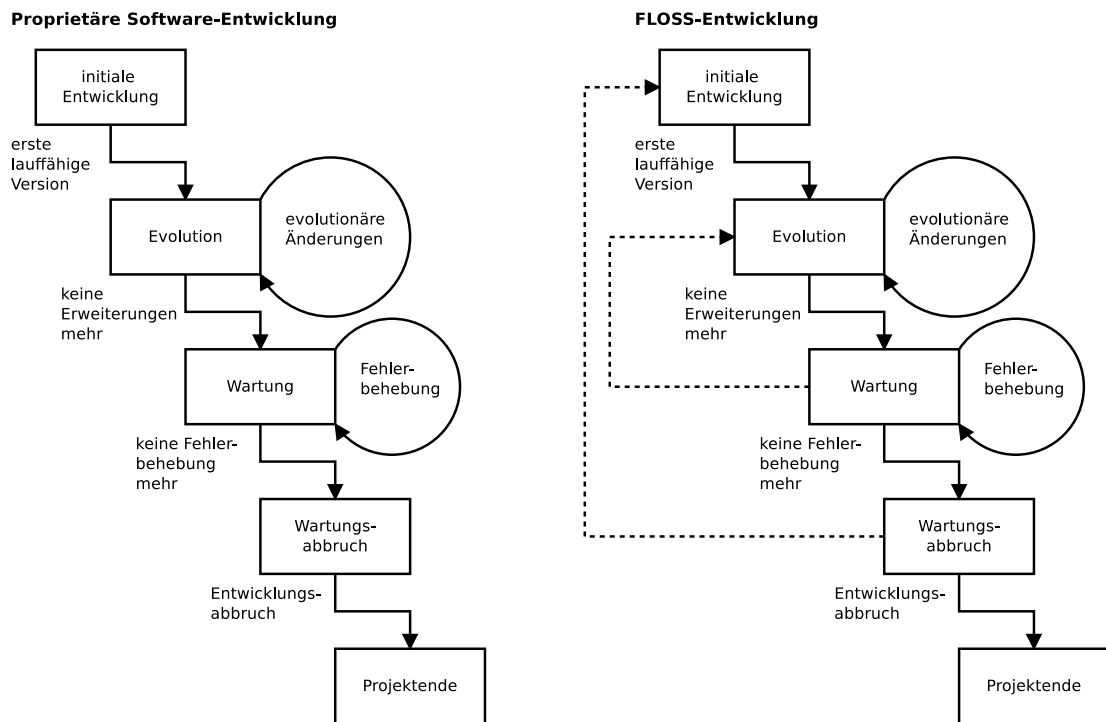 Proprietäre Software-Entwicklung
initiale
Entwicklung
erste
lauffähige
Version
Evolution
evolutionäre
Änderungen
keine
Erweiterungen
mehr
Wartung
Fehler-
behebung
keine Fehler-
behebung
mehr
Wartungs-
abbruch
Entwicklungs-
abbruch
Projektende
FLOSS-Entwicklung
initiale
Entwicklung
erste
lauffähige
Version
Evolution
evolutionäre
Änderungen
keine
Erweiterungen
mehr
Wartung
Fehler-
behebung
keine Fehler-
behebung
mehr
Wartungs-
abbruch
Entwicklungs-
abbruch
Projektende